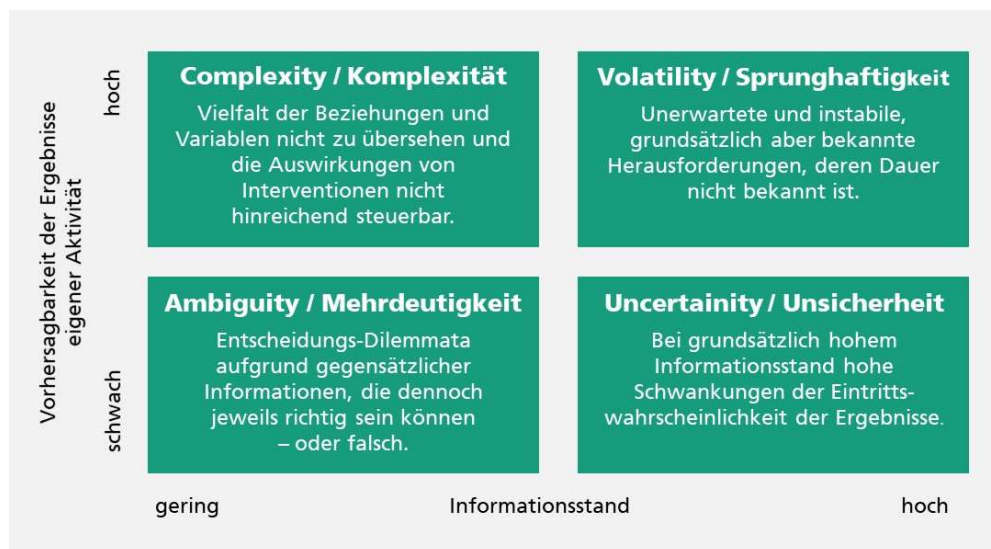 Vorhersagbarkeit der Ergebnisse
eigener Aktivität
hoch
schwach
Complexity / Komplexität
Vielfalt der Beziehungen und
Variablen nicht zu übersehen und
die Auswirkungen von
Interventionen nicht
hinreichend steuerbar.
Volatility / Sprunghaftigkeit
Unerwartete und instabile,
grundsätzlich aber bekannte
Herausforderungen, deren Dauer
nicht bekannt ist.
Ambiguity / Mehrdeutigkeit
Entscheidungs-Dilemmata
aufgrund gegensätzlicher
Informationen, die dennoch
jeweils richtig sein können
– oder falsch.
Uncertainity / Unsicherheit
Bei grundsätzlich hohem
Informationsstand hohe
Schwankungen der Eintritts-
wahrscheinlichkeit der Ergebnisse.
gering
Informationsstand
hoch